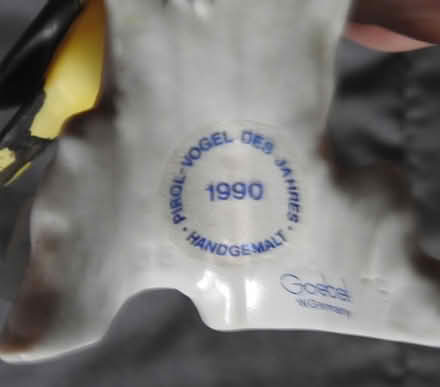 PIROL-VOGEL DES JAHRES
1990
· HANDGEMALT ·
Goebel
W.Germany